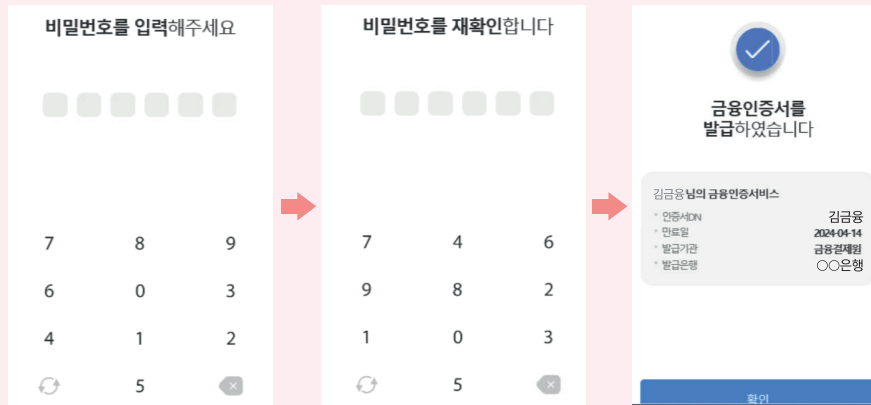 비밀번호를 입력해주세요
7 8 9
6 0 3
4 1 2
5
비밀번호를 재확인합니다
7 4 6
9 8 2
1 0 3
5
금융인증서를
발급하였습니다
김금융님의 금융인증서비스
인증서DN 김금융
만료일 2024-04-14
발급기관 금융결제원
발급은행 ○○은행
확인